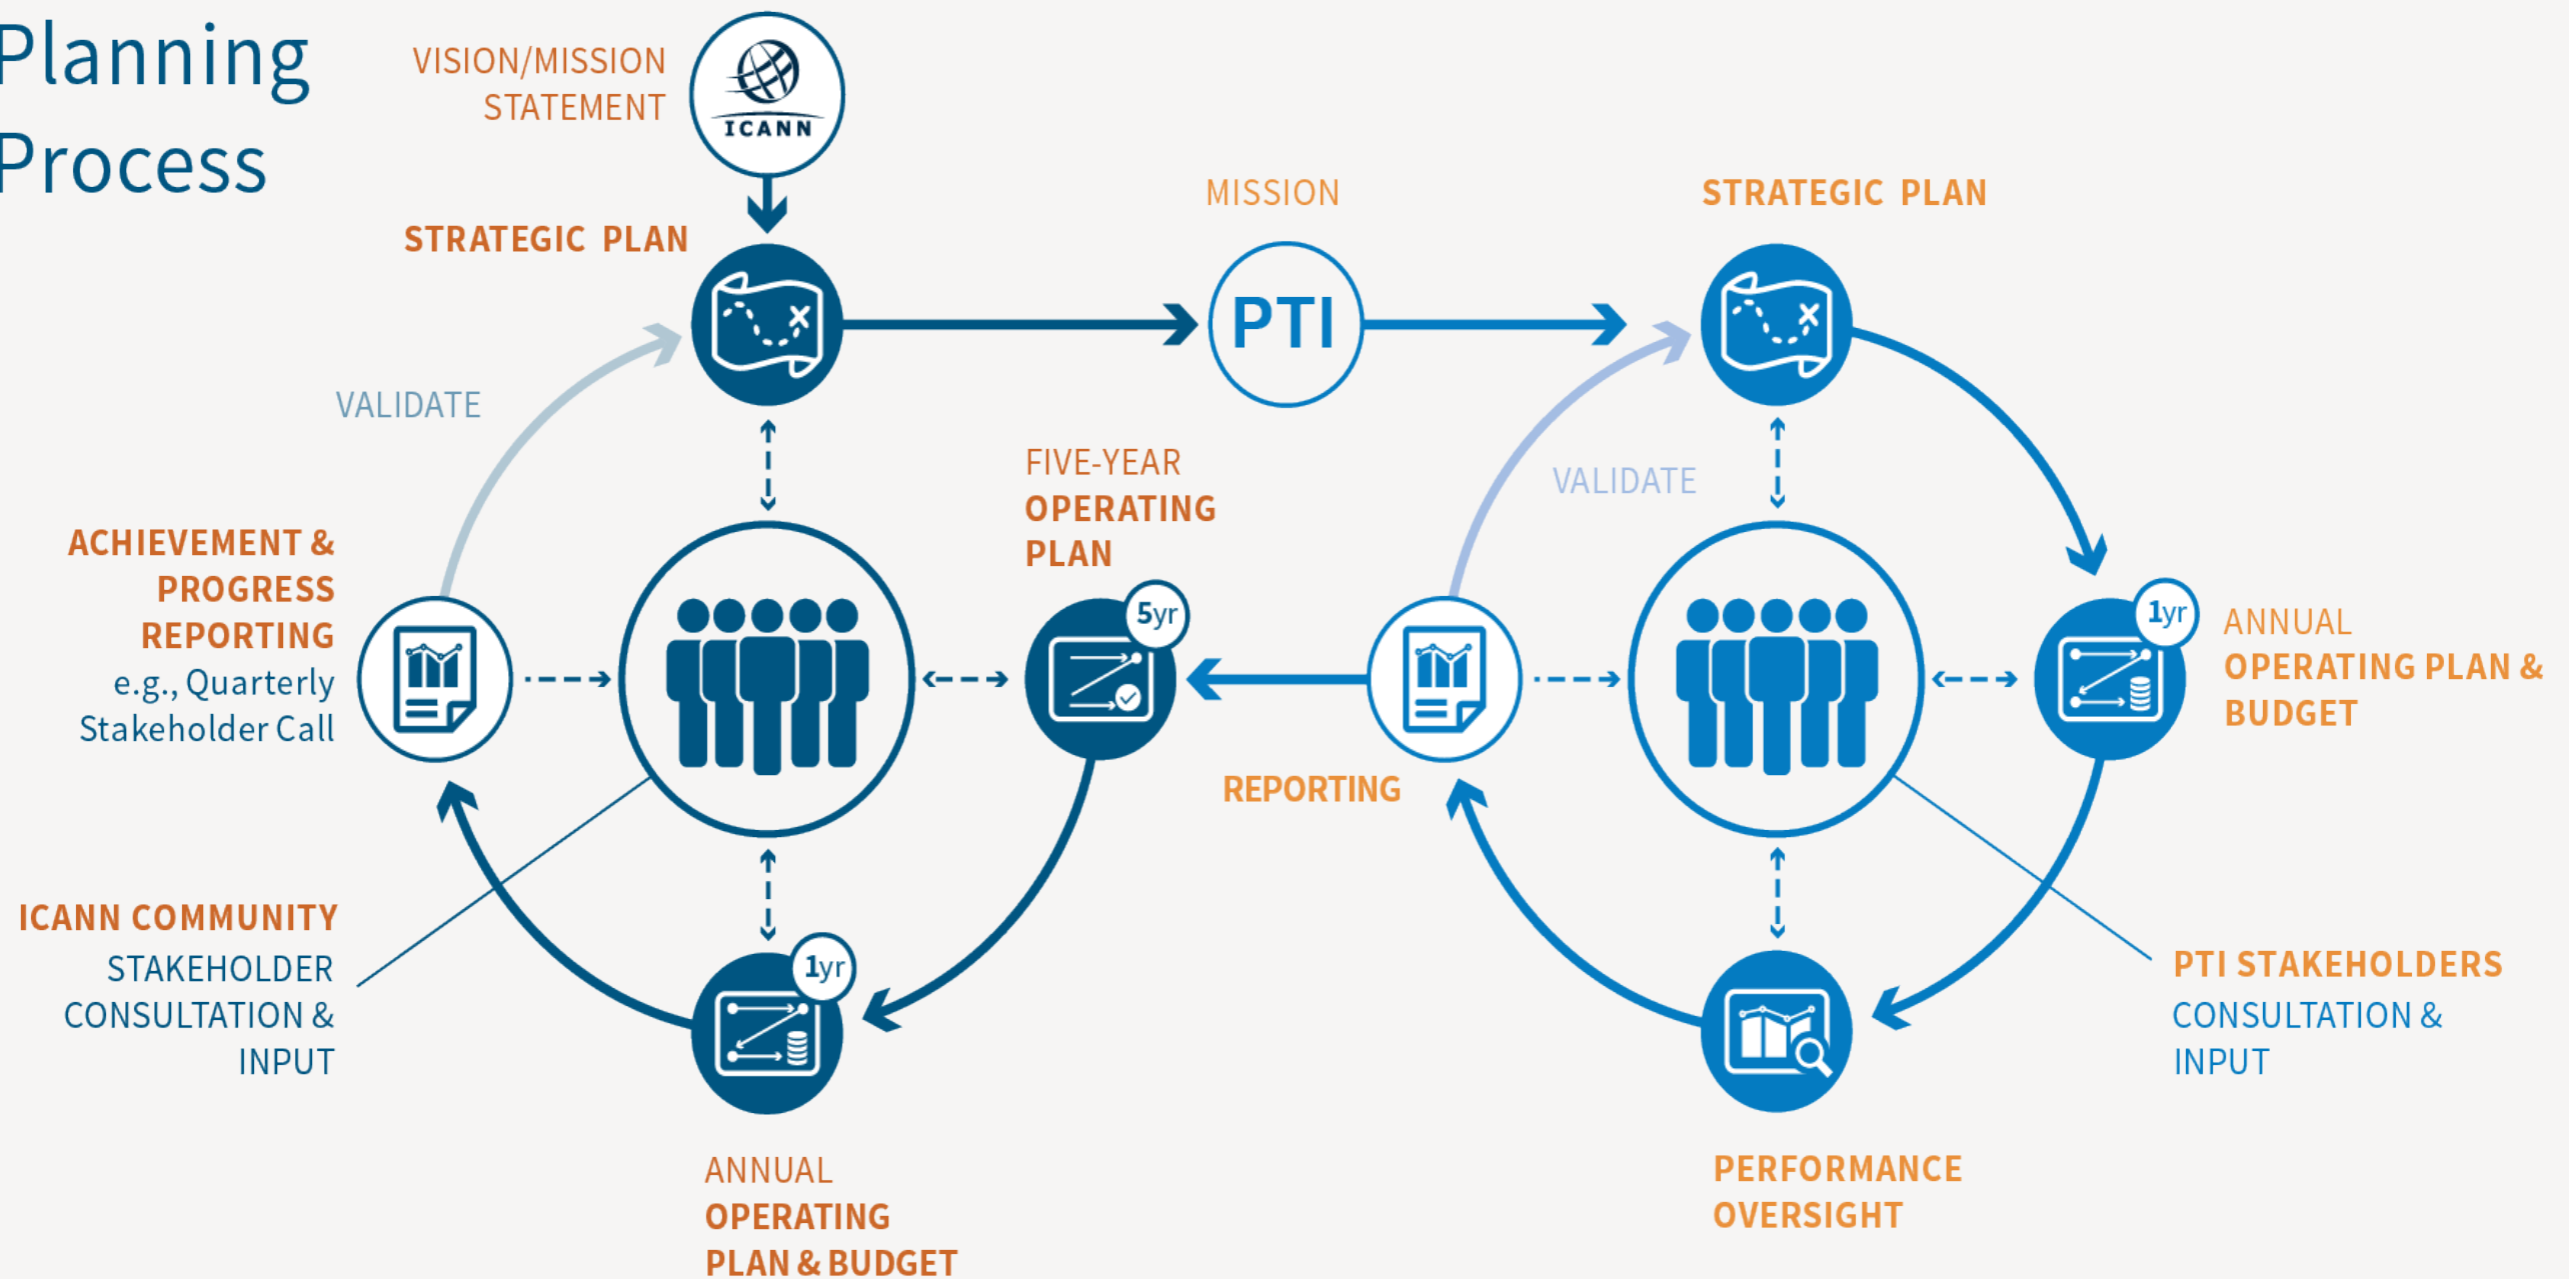 Planning
Process
VISION/MISSION
STATEMENT
ICANN
STRATEGIC PLAN
MISSION
PTI
STRATEGIC PLAN
VALIDATE
FIVE-YEAR
OPERATING
PLAN
5yr
VALIDATE
ACHIEVEMENT &
PROGRESS
REPORTING
e.g., Quarterly
Stakeholder Call
1yr
ANNUAL
OPERATING PLAN &
BUDGET
REPORTING
ICANN COMMUNITY
STAKEHOLDER
CONSULTATION &
INPUT
1yr
ANNUAL
OPERATING
PLAN & BUDGET
PTI STAKEHOLDERS
CONSULTATION &
INPUT
PERFORMANCE
OVERSIGHT